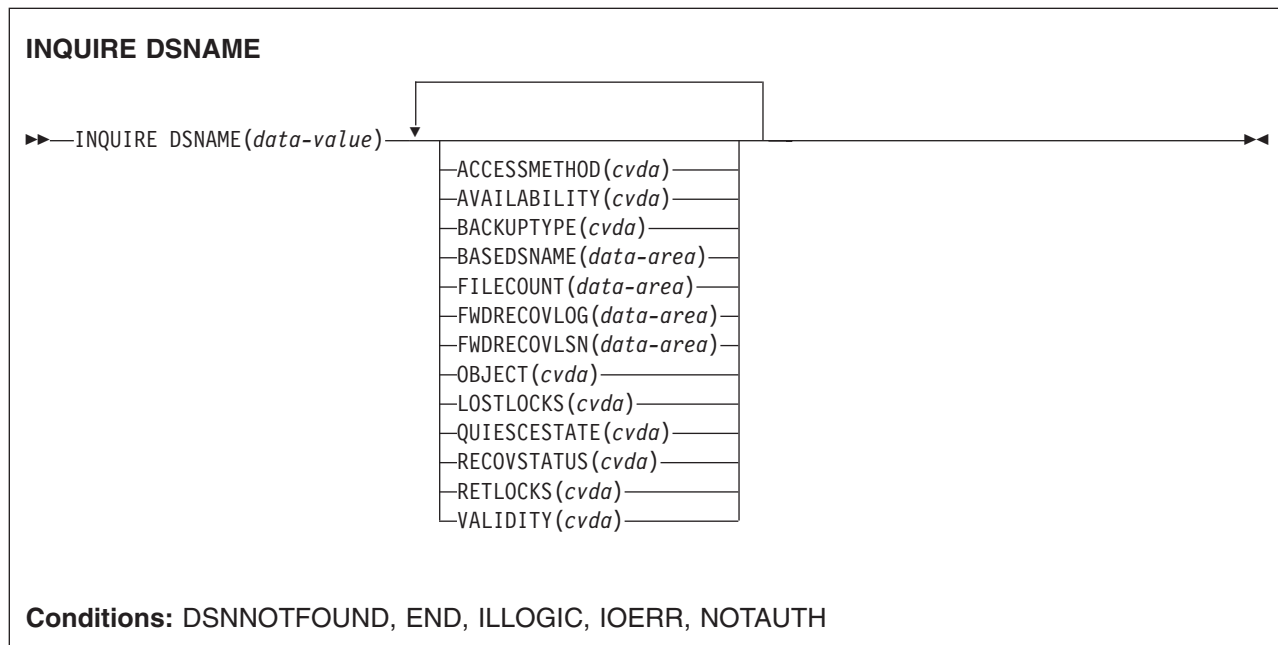 INQUIRE DSNAME
INQUIRE DSNAME(data-value)
ACCESSMETHOD(cvda)
AVAILABILITY(cvda)
BACKUPTYPE(cvda)
BASEDSNAME(data-area)
FILECOUNT(data-area)
FWDRECOVLOG(data-area)
FWDRECOVLSN(data-area)
OBJECT(cvda)
LOSTLOCKS(cvda)
QUIESCESTATE(cvda)
RECOVSTATUS(cvda)
RETLOCKS(cvda)
VALIDITY(cvda)
Conditions: DSNNOTFOUND, END, ILLOGIC, IOERR, NOTAUTH